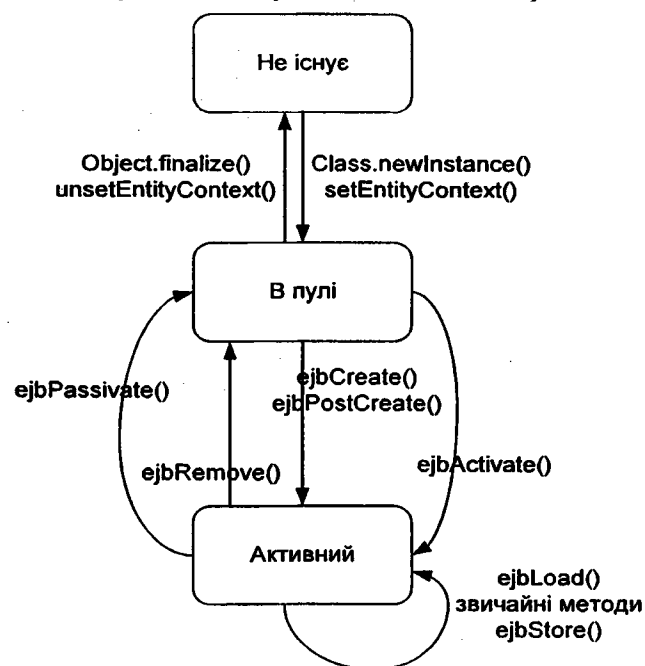 Не існує
Object.finalize()
unsetEntityContext()
Class.newInstance()
setEntityContext()
В пулі
ejbPassivate()
ejbCreate()
ejbPostCreate()
ejbRemove()
ejbActivate()
Активний
ejbLoad()
звичайні методи
ejbStore()